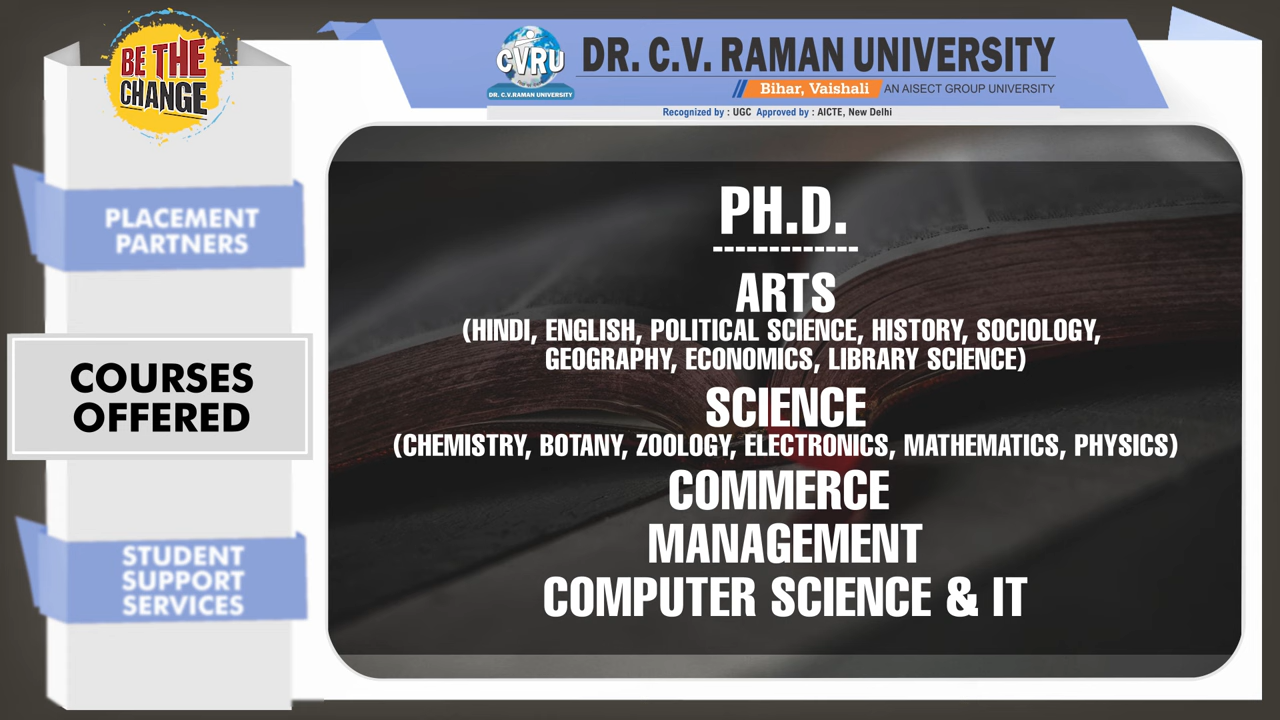 BE THE
CHANGE
PLACEMENT
PARTNERS
COURSES
OFFERED
STUDENT
SUPPORT
SERVICES
CVRU
DR. C.V.RAMAN UNIVERSITY
DR. C.V. RAMAN UNIVERSITY
Bihar, Vaishali AN AISECT GROUP UNIVERSITY
Recognized by : UGC Approved by : AICTE, New Delhi
PH.D.
-------------
ARTS
(HINDI, ENGLISH, POLITICAL SCIENCE, HISTORY, SOCIOLOGY,
GEOGRAPHY, ECONOMICS, LIBRARY SCIENCE)
SCIENCE
(CHEMISTRY, BOTANY, ZOOLOGY, ELECTRONICS, MATHEMATICS, PHYSICS)
COMMERCE
MANAGEMENT
COMPUTER SCIENCE & IT